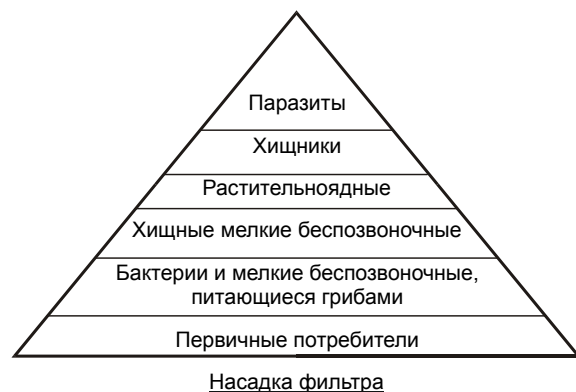 Паразиты
Хищники
Растительноядные
Хищные мелкие беспозвоночные
Бактерии и мелкие беспозвоночные,
питающиеся грибами
Первичные потребители
Насадка фильтра